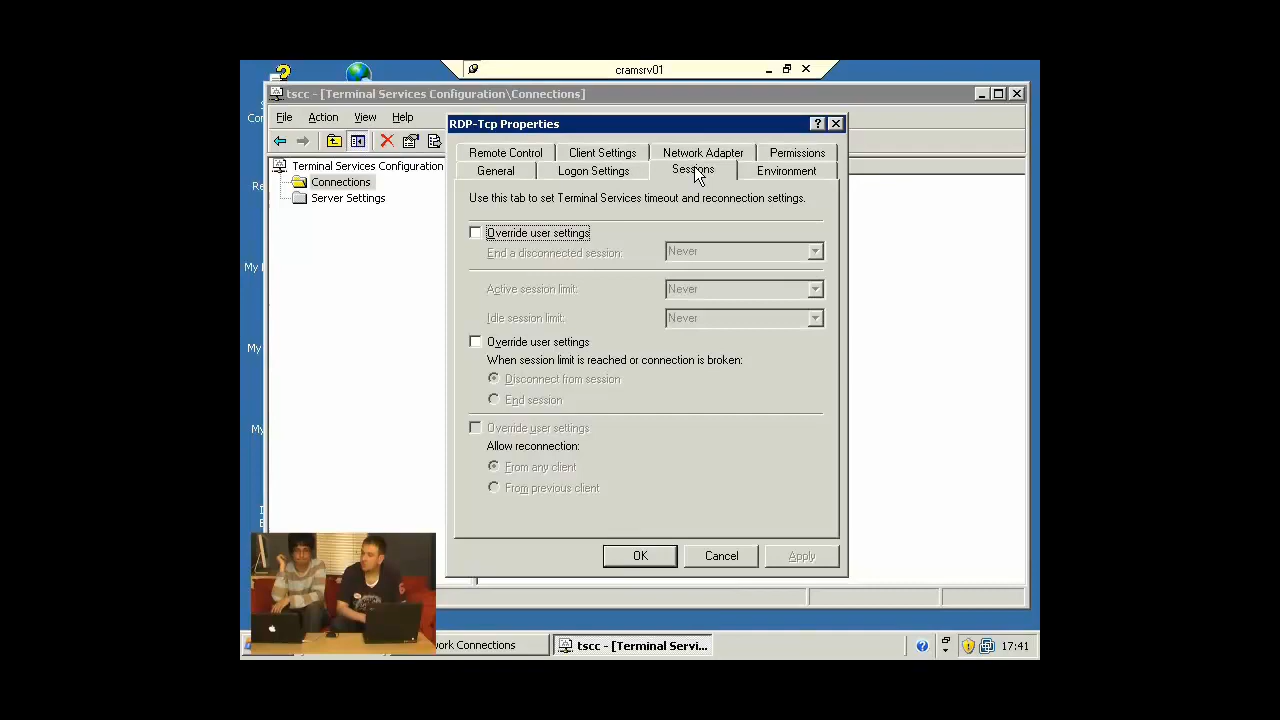 cramsrv01
tscc - [Terminal Services Configuration\Connections]
File Action View Help
Terminal Services Configuration
Connections
Server Settings
RDP-Tcp Properties
Remote Control Client Settings Network Adapter Permissions
General Logon Settings Sessions Environment
Use this tab to set Terminal Services timeout and reconnection settings.
Override user settings
End a disconnected session: Never
Active session limit: Never
Idle session limit: Never
Override user settings
When session limit is reached or connection is broken:
Disconnect from session
End session
Override user settings
Allow reconnection:
From any client
From previous client
OK Cancel Apply
My
My
My
work Connections
tscc - [Terminal Servi...
17:41